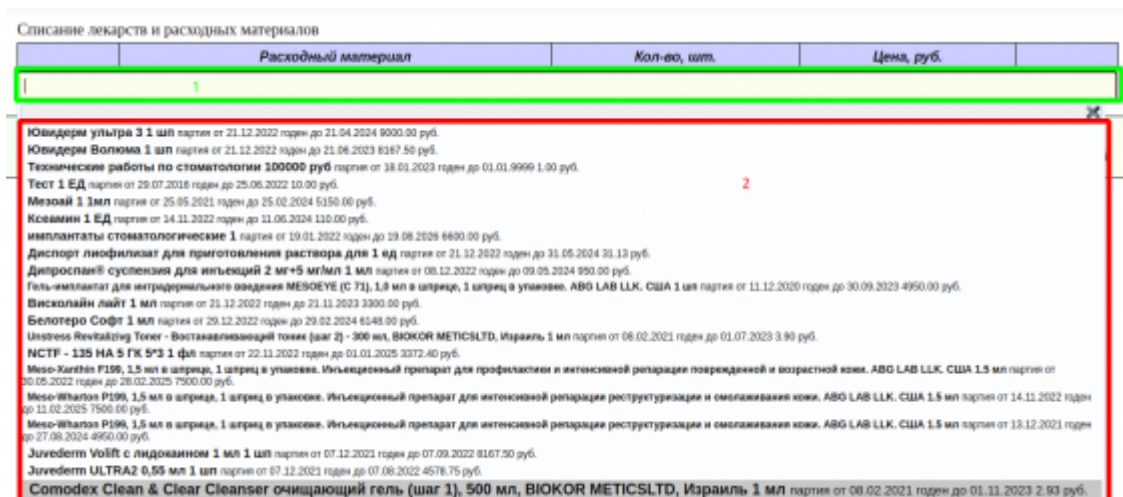 Списание лекарств и расходных материалов
Расходный материал Кол-во, шт. Цена, руб.
1
Ювидерм ультра 3 1 шп партия от 21.12.2022 годен до 21.04.2024 9000.00 руб.
Ювидерм Волюма 1 шп партия от 21.12.2022 годен до 21.06.2023 8167.50 руб.
Технические работы по стоматологии 100000 руб партия от 18.01.2023 годен до 01.01.9999 1.00 руб.
Тест 1 ЕД партия от 29.07.2016 годен до 25.06.2022 10.00 руб.
2
Мезоай 1 1мл партия от 25.05.2021 годен до 25.02.2024 5150.00 руб.
Ксеамин 1 ЕД партия от 14.11.2022 годен до 11.06.2024 110.00 руб.
имплантаты стоматологические 1 партия от 19.01.2022 годен до 19.08.2026 6600.00 руб.
Диспорт лиофилизат для приготовления раствора для 1 ед партия от 21.12.2022 годен до 31.05.2024 31.13 руб.
Дипроспан® суспензия для инъекций 2 мг+5 мг/мл 1 мл партия от 08.12.2022 годен до 09.05.2024 950.00 руб.
Гель-имплантат для интрадермального введения MESOEYE (C 71), 1,0 мл в шприце, 1 шприц в упаковке. ABG LAB LLK. США 1 шп партия от 11.12.2020 годен до 30.09.2023 4950.00 руб.
Висколайн лайт 1 мл партия от 21.12.2022 годен до 21.11.2023 3300.00 руб.
Белотеро Софт 1 мл партия от 29.12.2022 годен до 29.02.2024 6148.00 руб.
Unstress Revitalizing Toner - Востанавливающий тоник (шаг 2) - 300 мл, BIOKOR METICSLTD, Израиль 1 мл партия от 08.02.2021 годен до 01.07.2023 3.90 руб.
NCTF - 135 HA 5 ГК 5*3 1 фл партия от 22.11.2022 годен до 01.01.2025 3372.40 руб.
Meso-Xanthin F199, 1,5 мл в шприце, 1 шприц в упаковке. Инъекционный препарат для профилактики и интенсивной репарации поврежденной и возрастной кожи. ABG LAB LLK. США 1.5 мл партия от
30.05.2022 годен до 28.02.2025 7500.00 руб.
Meso-Wharton P199, 1,5 мл в шприце, 1 шприц в упаковке. Инъекционный препарат для интенсивной репарации реструктуризации и омолаживания кожи. ABG LAB LLK. США 1.5 мл партия от 14.11.2022 годен
до 11.02.2025 7500.00 руб.
Meso-Wharton P199, 1,5 мл в шприце, 1 шприц в упаковке. Инъекционный препарат для интенсивной репарации реструктуризации и омолаживания кожи. ABG LAB LLK. США 1.5 мл партия от 13.12.2021 годен
до 27.08.2024 4950.00 руб.
Juvederm Volift с лидокаином 1 мл 1 шп партия от 07.12.2021 годен до 07.09.2022 8167.50 руб.
Juvederm ULTRA2 0,55 мл 1 шп партия от 07.12.2021 годен до 07.08.2022 4578.75 руб.
Comodex Clean & Clear Cleanser очищающий гель (шаг 1), 500 мл, BIOKOR METICSLTD, Израиль 1 мл партия от 08.02.2021 годен до 01.11.2023 2.93 руб.